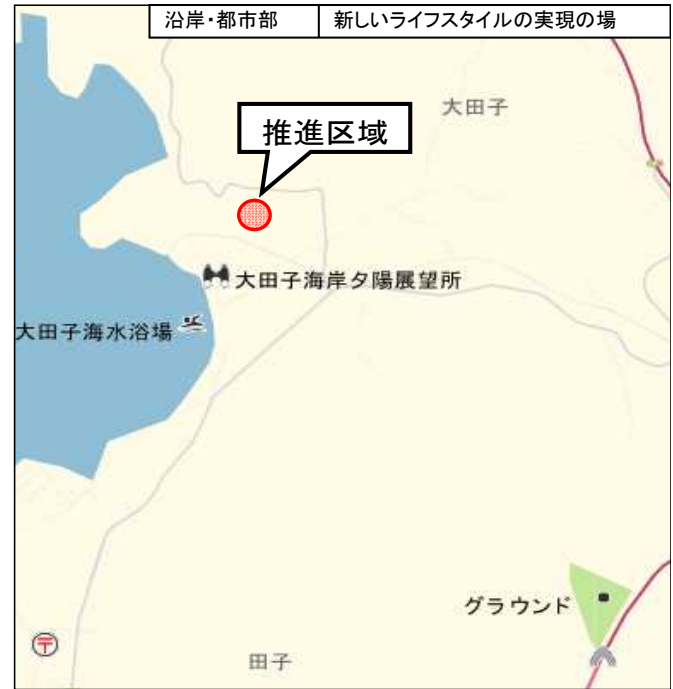 沿岸・都市部 新しいライフスタイルの実現の場
大田子
推進区域
大田子海岸夕陽展望所
大田子海水浴場
グラウンド
〒
田子